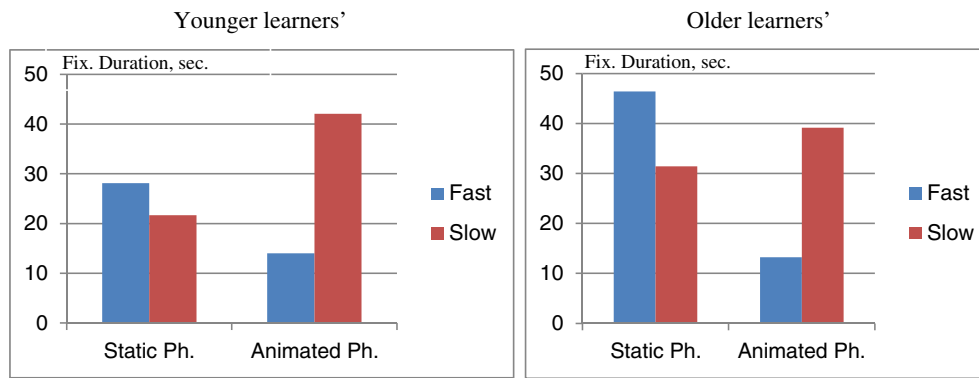 Younger learners’
Fix. Duration, sec.
50
40
30
20
10
0
Static Ph.
Animated Ph.
Fast
Slow
Older learners’
Fix. Duration, sec.
50
40
30
20
10
0
Static Ph.
Animated Ph.
Fast
Slow